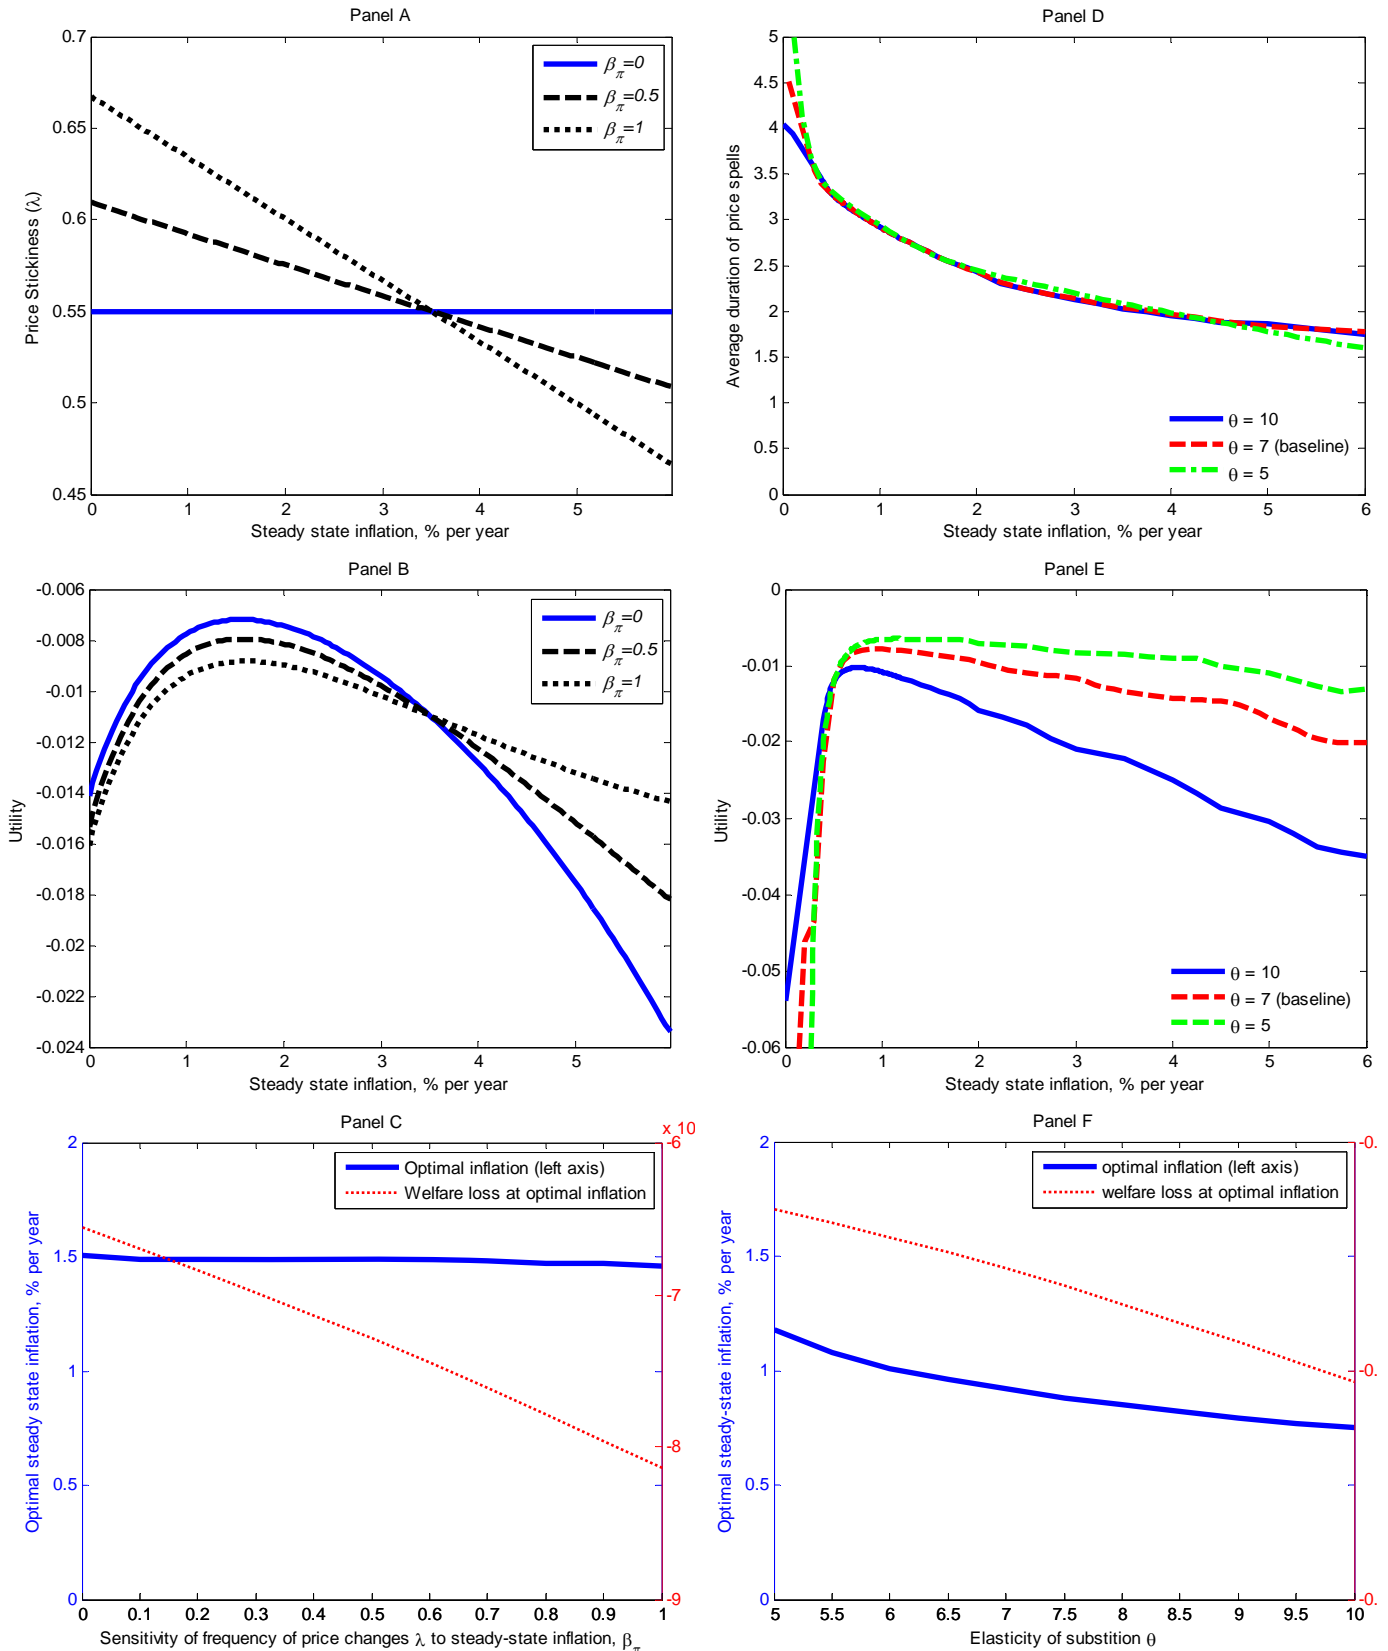 Panel A
0.7
0.65
0.6
0.55
0.5
0.45
Price Stickiness (λ)
β_π=0
β_π=0.5
β_π=1
0 1 2 3 4 5
Steady state inflation, % per year
Panel D
5
4.5
4
3.5
3
2.5
2
1.5
1
0.5
0
Average duration of price spells
θ = 10
θ = 7 (baseline)
θ = 5
0 1 2 3 4 5 6
Steady state inflation, % per year
Panel B
-0.006
-0.008
-0.01
-0.012
-0.014
-0.016
-0.018
-0.02
-0.022
-0.024
Utility
β_π=0
β_π=0.5
β_π=1
0 1 2 3 4 5
Steady state inflation, % per year
Panel E
0
-0.01
-0.02
-0.03
-0.04
-0.05
-0.06
Utility
θ = 10
θ = 7 (baseline)
θ = 5
0 1 2 3 4 5 6
Steady state inflation, % per year
Panel C
2
1.5
1
0.5
0
Optimal steady state inflation, % per year
Optimal inflation (left axis)
Welfare loss at optimal inflation
x 10
-6
-7
-8
-9
0 0.1 0.2 0.3 0.4 0.5 0.6 0.7 0.8 0.9 1
Sensitivity of frequency of price changes λ to steady-state inflation, β_π
Panel F
2
1.5
1
0.5
0
Optimal steady-state inflation, % per year
optimal inflation (left axis)
welfare loss at optimal inflation
-0.
-0.
-0.
5 5.5 6 6.5 7 7.5 8 8.5 9 9.5 10
Elasticity of substition θ